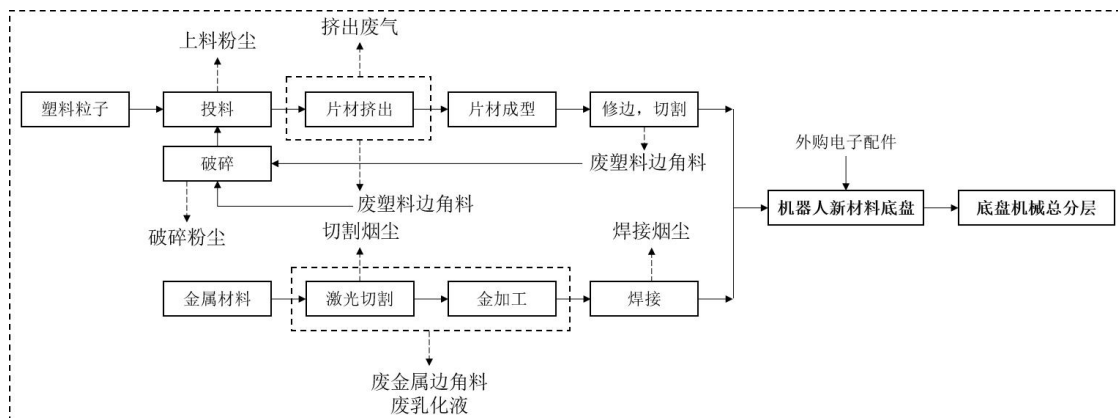 挤出废气
上料粉尘
塑料粒子
投料
片材挤出
片材成型
修边，切割
外购电子配件
破碎
废塑料边角料
废塑料边角料
机器人新材料底盘
底盘机械总分层
破碎粉尘
切割烟尘
焊接烟尘
金属材料
激光切割
金加工
焊接
废金属边角料
废乳化液